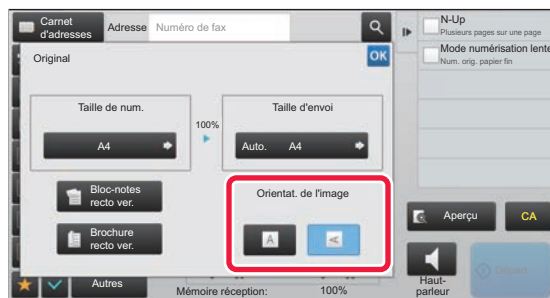 Carnet
d'adresses
Adresse
Numéro de fax
N-Up
Plusieurs pages sur une page
Mode numérisation lente
Num. orig. papier fin
Original
OK
Taille de num.
100%
Taille d'envoi
A4
Auto. A4
Bloc-notes
recto ver.
Orientat. de l'image
Brochure
recto ver.
A
A
Aperçu
CA
Autres
Mémoire réception: 100%
Haut-
parleur
Départ